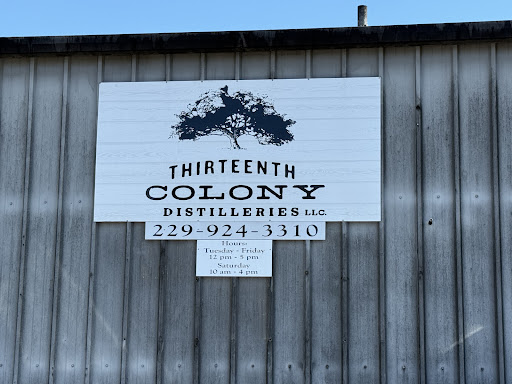 THIRTEENTH
COLONY
DISTILLERIES LLC.
229-924-3310
Hours:
Tuesday - Friday
12 pm - 5 pm
Saturday
10 am - 4 pm